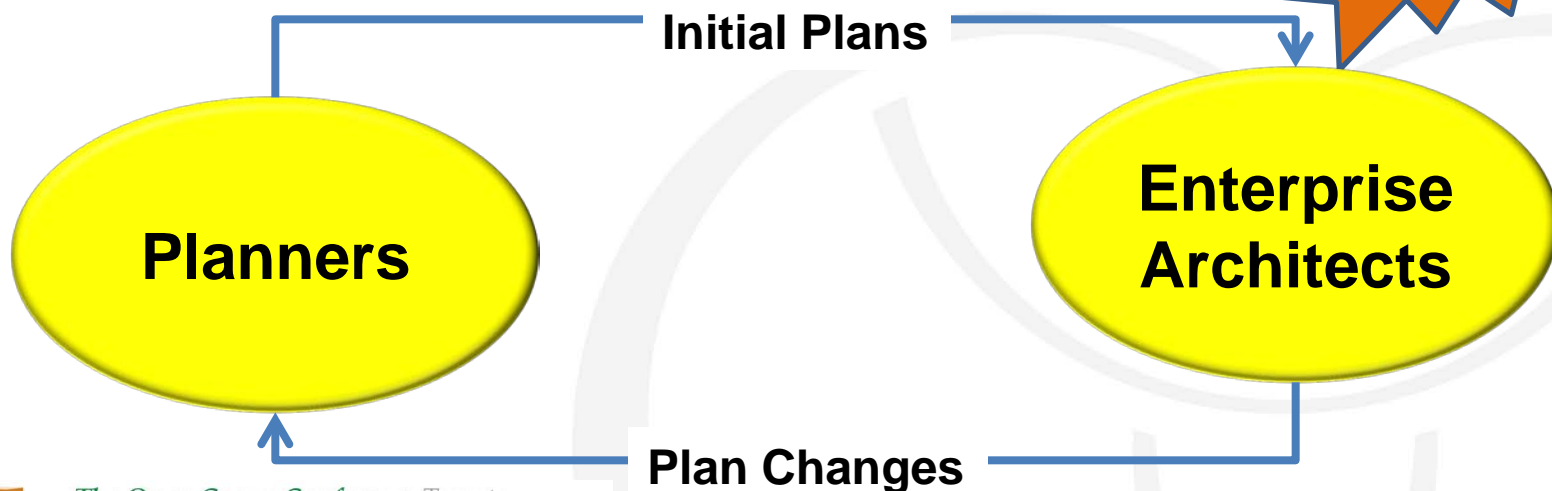 Initial Plans
Planners
Enterprise
Architects
Plan Changes